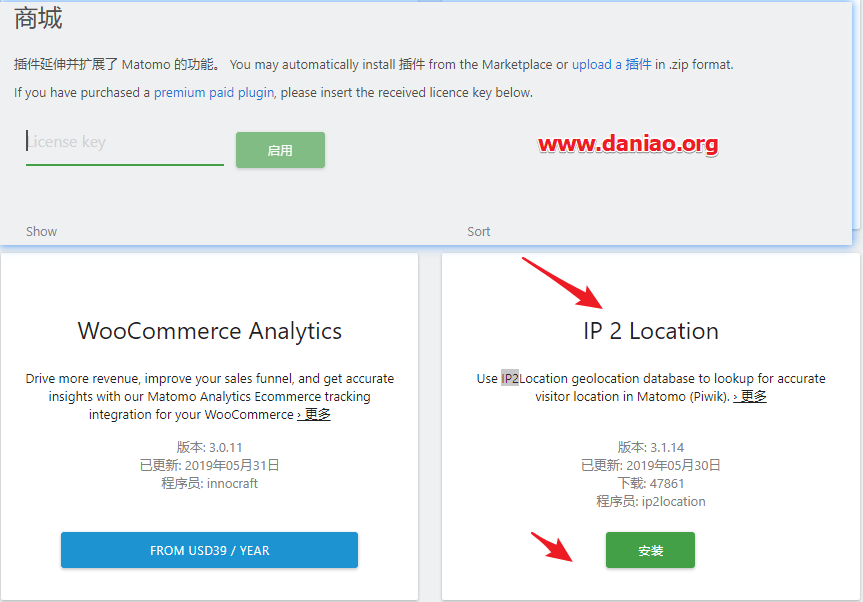 商城
插件延伸并扩展了 Matomo 的功能。 You may automatically install 插件 from the Marketplace or upload a 插件 in .zip format.
If you have purchased a premium paid plugin, please insert the received licence key below.
License key
启用
www.daniao.org
Show
Sort
WooCommerce Analytics
Drive more revenue, improve your sales funnel, and get accurate
insights with our Matomo Analytics Ecommerce tracking
integration for your WooCommerce › 更多
版本: 3.0.11
已更新: 2019年05月31日
程序员: innocraft
FROM USD39 / YEAR
IP 2 Location
Use IP2Location geolocation database to lookup for accurate
visitor location in Matomo (Piwik). › 更多
版本: 3.1.14
已更新: 2019年05月30日
下载: 47861
程序员: ip2location
安装